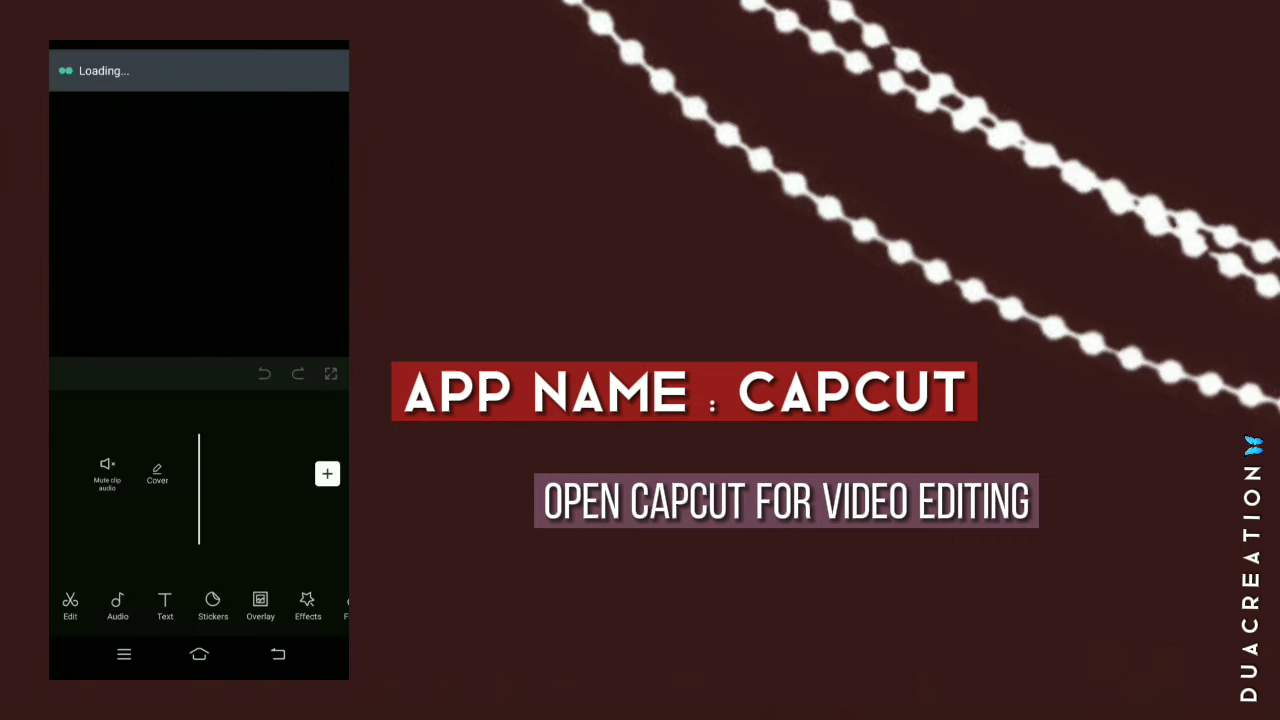 Loading...
Mute clip
audio
Cover
Edit
Audio
Text
Stickers
Overlay
Effects
F
APP NAME : CAPCUT
OPEN CAPCUT FOR VIDEO EDITING
DUACREATION🦋